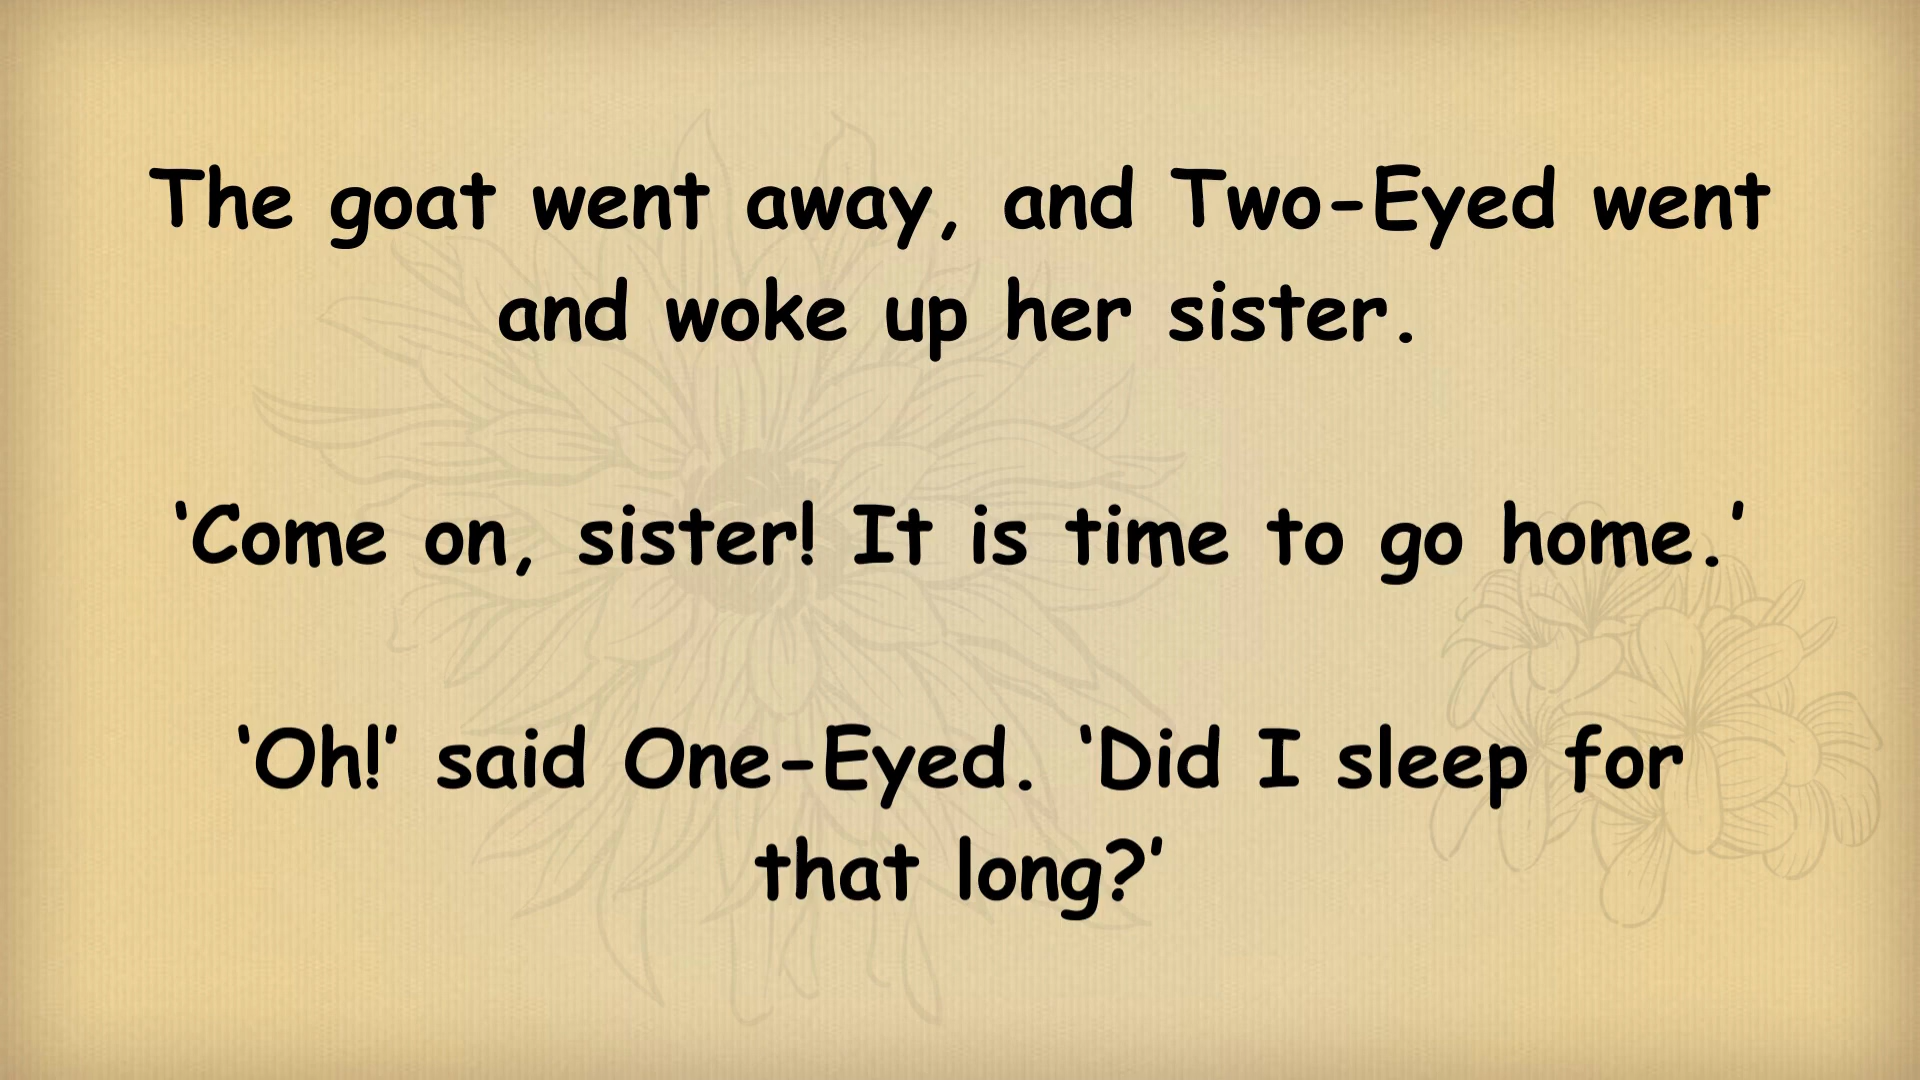 The goat went away, and Two-Eyed went
and woke up her sister.
‘Come on, sister! It is time to go home.’
‘Oh!’ said One-Eyed. ‘Did I sleep for
that long?’